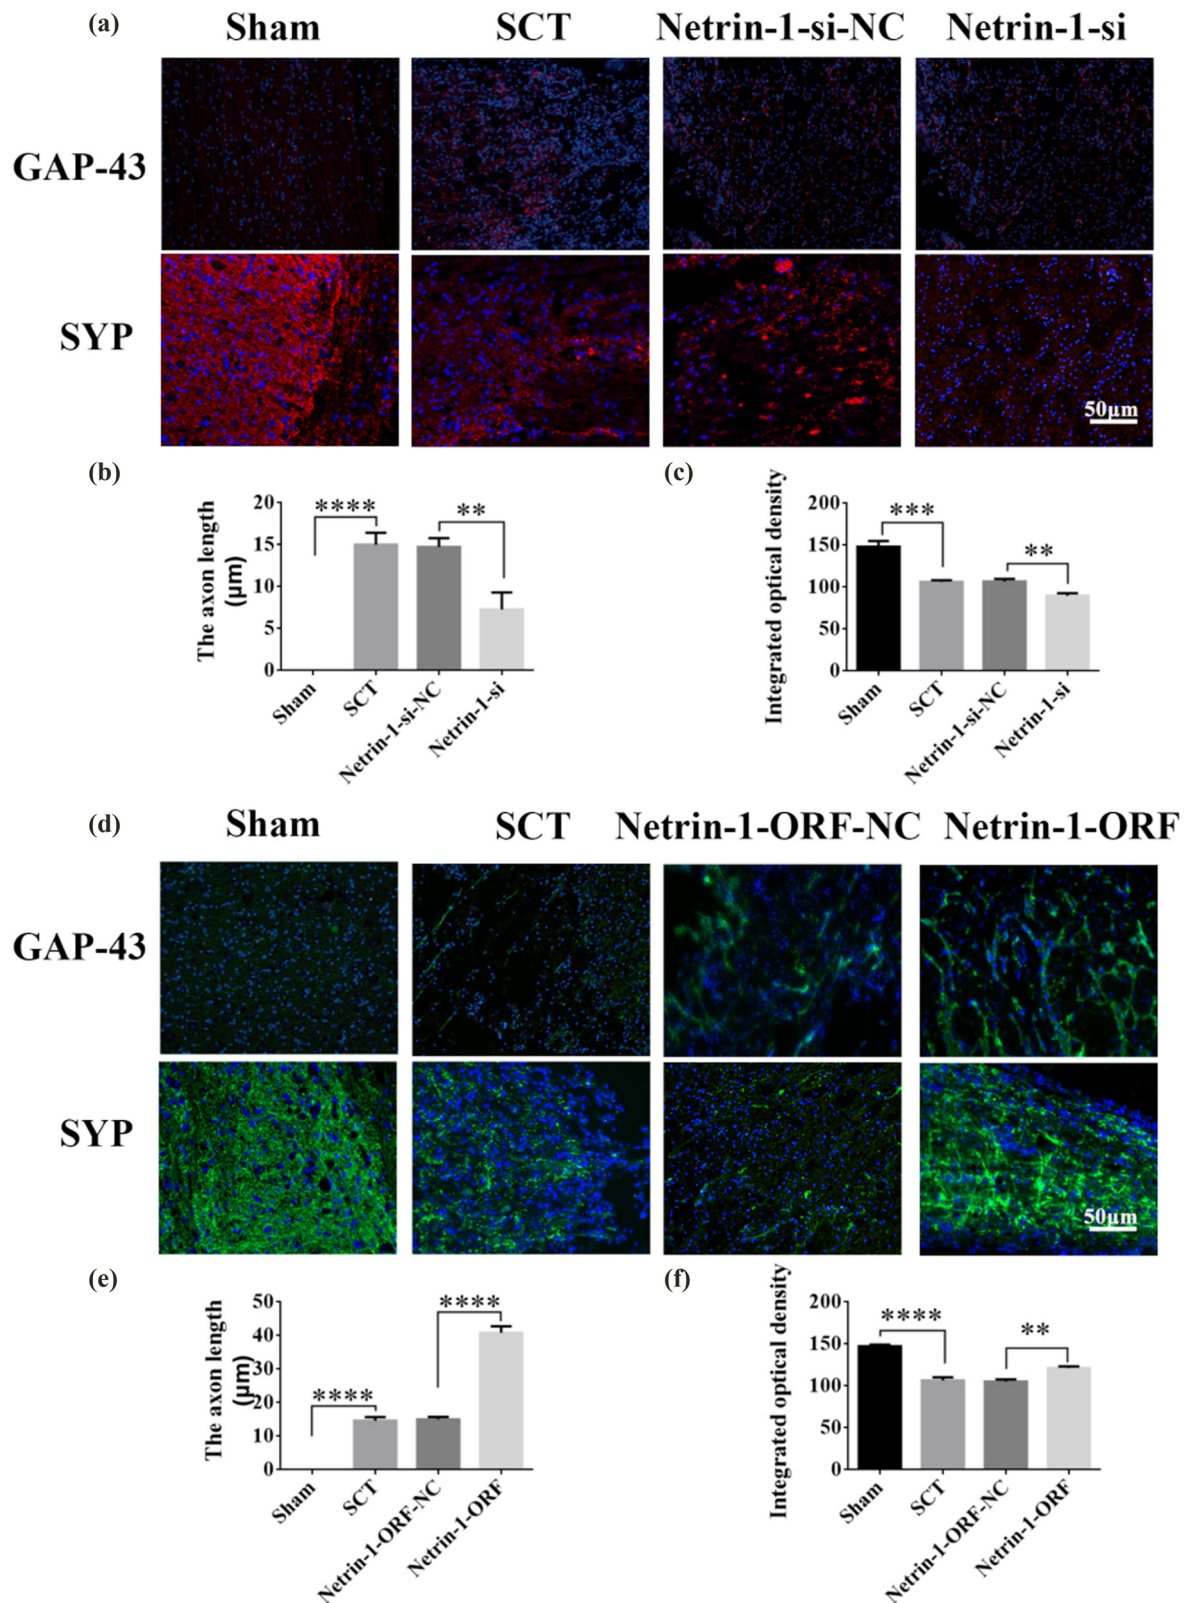 (a)
Sham SCT Netrin-1-si-NC Netrin-1-si
GAP-43
SYP
50µm
(b)
The axon length
(µm)
20
15
10
5
0
**** **
Sham
SCT
Netrin-1-si-NC
Netrin-1-si
(c)
Integrated optical density
200
150
100
50
0
*** **
Sham
SCT
Netrin-1-si-NC
Netrin-1-si
(d)
Sham SCT Netrin-1-ORF-NC Netrin-1-ORF
GAP-43
SYP
50µm
(e)
The axon length
(µm)
50
40
30
20
10
0
**** ****
Sham
SCT
Netrin-1-ORF-NC
Netrin-1-ORF
(f)
Integrated optical density
200
150
100
50
0
**** **
Sham
SCT
Netrin-1-ORF-NC
Netrin-1-ORF